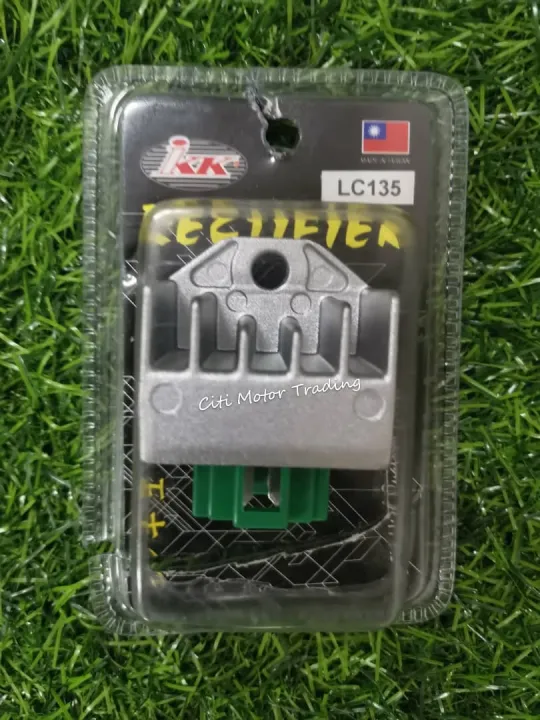 ikk
MADE IN TAIWAN
LC135
RECTIFIER
Citi Motor Trading